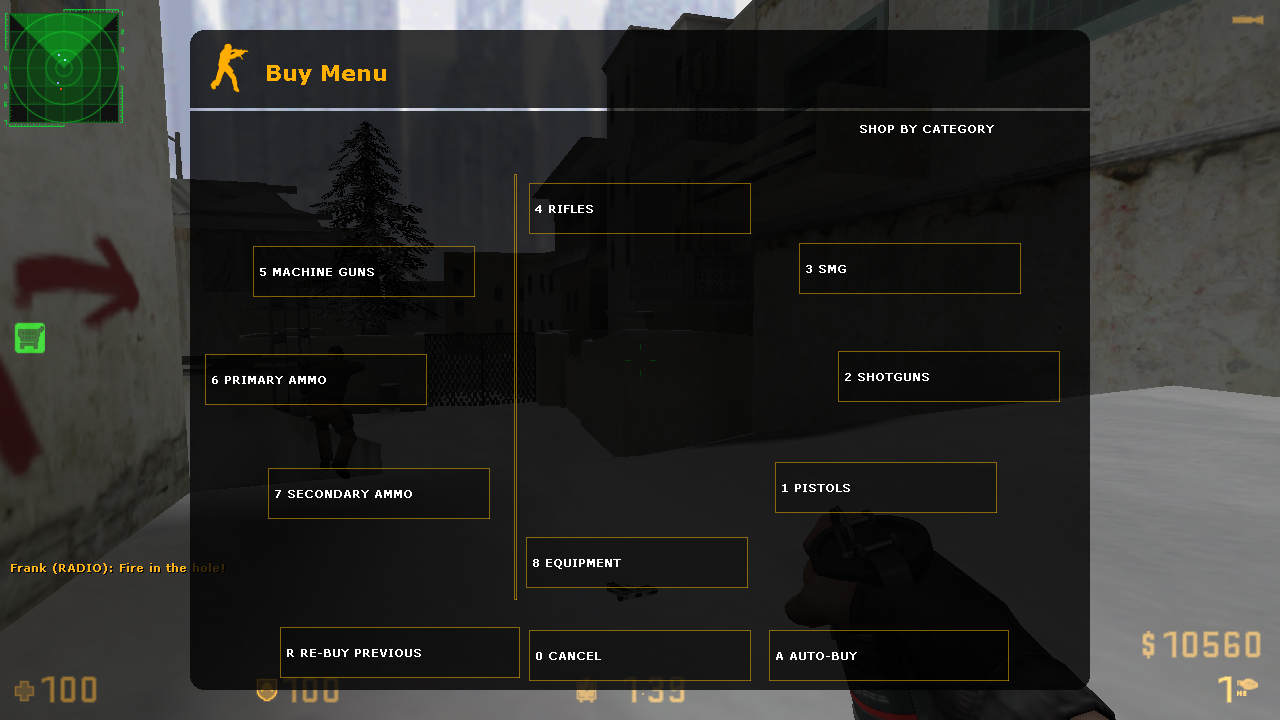 Buy Menu
SHOP BY CATEGORY
4 RIFLES
5 MACHINE GUNS
3 SMG
6 PRIMARY AMMO
2 SHOTGUNS
7 SECONDARY AMMO
1 PISTOLS
8 EQUIPMENT
Frank (RADIO): Fire in the hole!
R RE-BUY PREVIOUS
0 CANCEL
A AUTO-BUY
$ 10560
100
100
1:39
1
HE